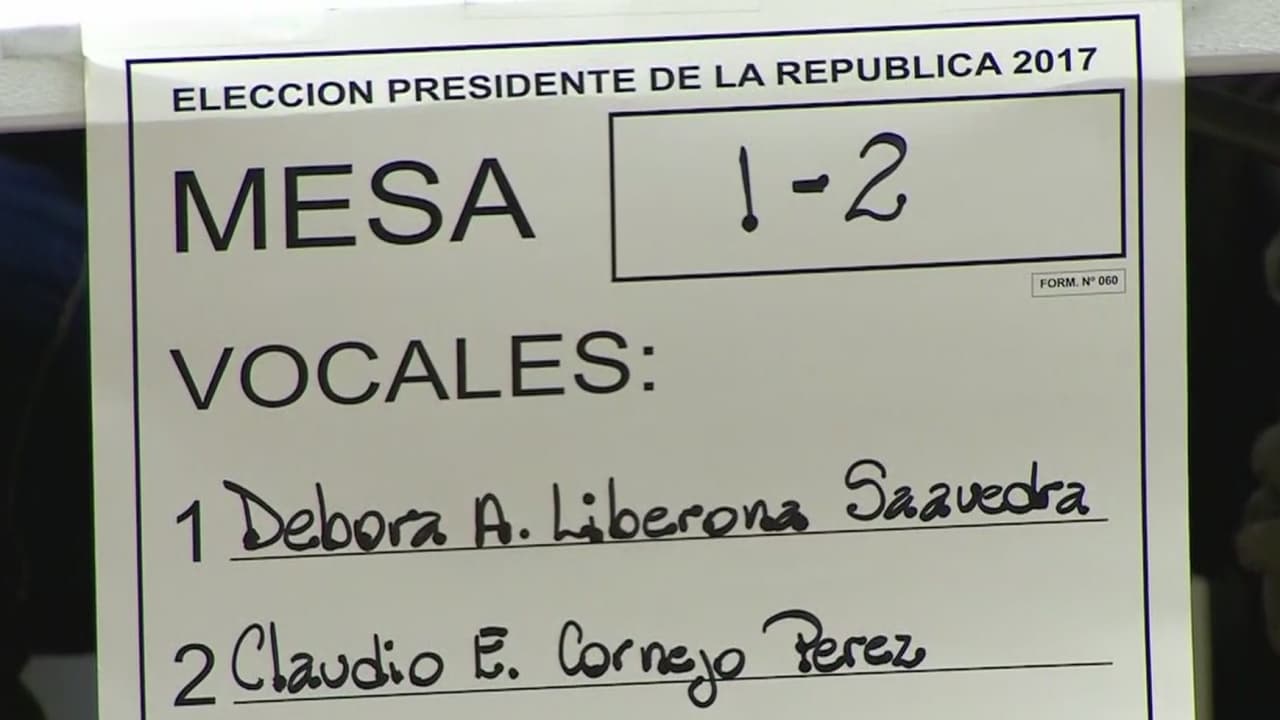 ELECCION PRESIDENTE DE LA REPUBLICA 2017
MESA 1-2
FORM. Nº 060
VOCALES:
1 Debora A. Liberona Saavedra
2 Claudio E. Cornejo Perez